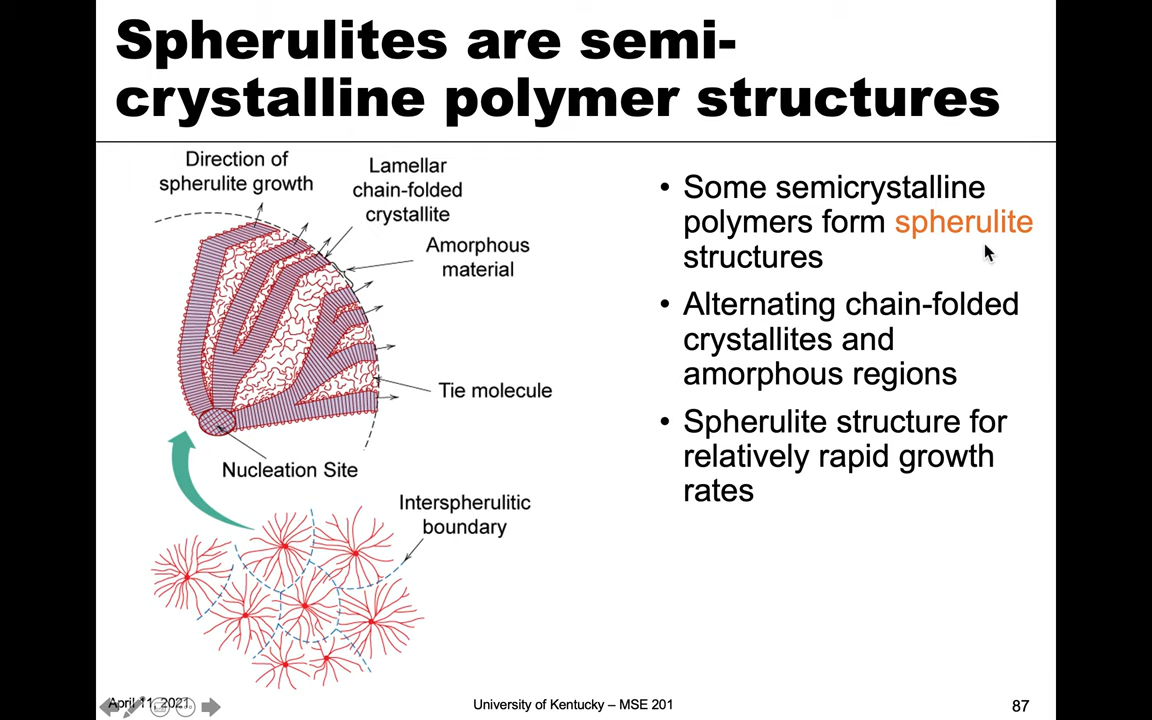 Spherulites are semi-
crystalline polymer structures
Direction of
spherulite growth
Lamellar
chain-folded
crystallite
Amorphous
material
Tie molecule
Nucleation Site
Interspherulitic
boundary
• Some semicrystalline
polymers form spherulite
structures
• Alternating chain-folded
crystallites and
amorphous regions
• Spherulite structure for
relatively rapid growth
rates
April 11, 2021
University of Kentucky – MSE 201
87